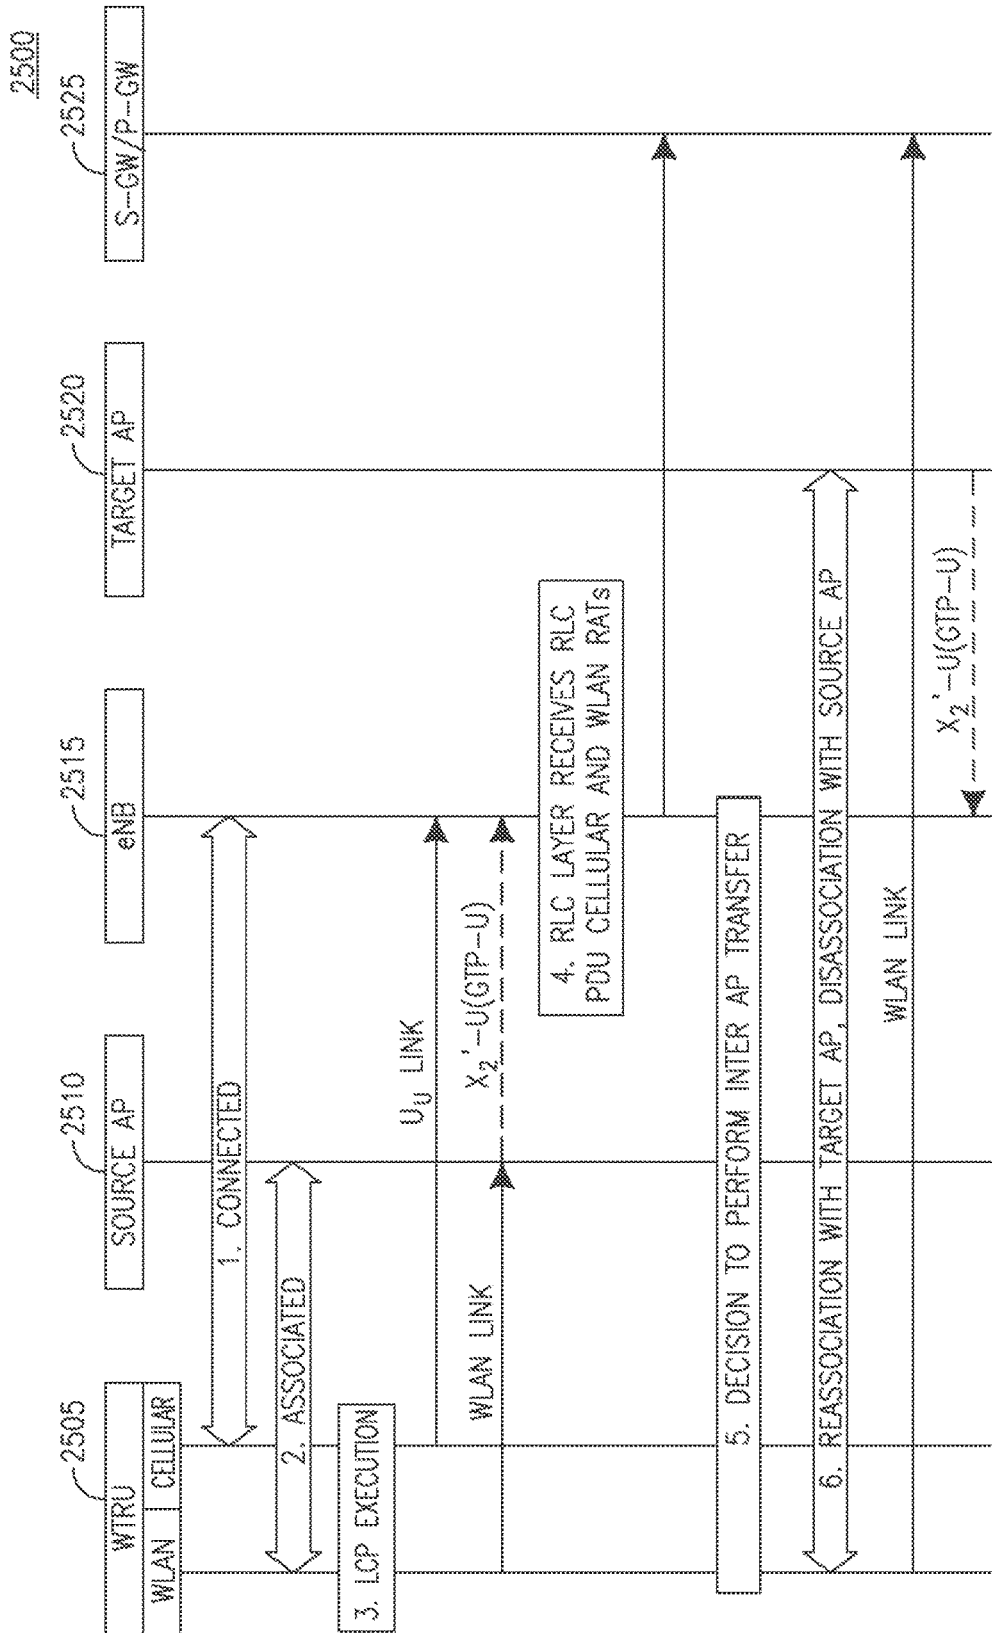 2500
2505
2510
2515
2520
2525
WTRU
SOURCE AP
eNB
TARGET AP
S-GW/P-GW
WLAN
CELLULAR
1. CONNECTED
2. ASSOCIATED
3. LCP EXECUTION
UU LINK
WLAN LINK
X2'-U(GTP-U)
4. RLC LAYER RECEIVES RLC
PDU CELLULAR AND WLAN RATs
5. DECISION TO PERFORM INTER AP TRANSFER
6. REASSOCIATION WITH TARGET AP, DISASSOCIATION WITH SOURCE AP
WLAN LINK
X2'-U(GTP-U)